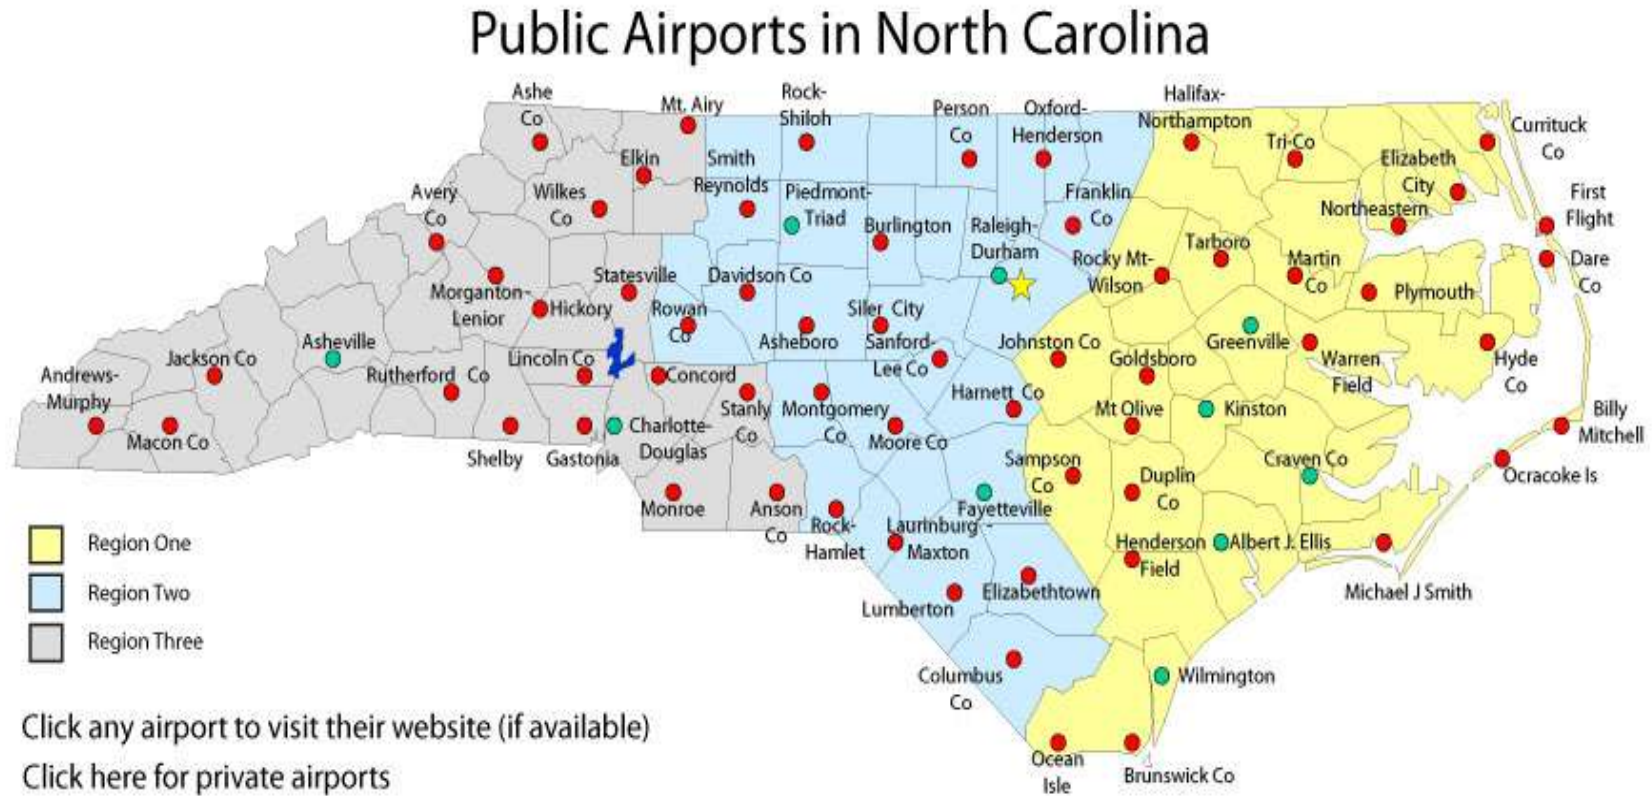 Public Airports in North Carolina
Ashe
Co
Mt. Airy
Rock-
Shiloh
Person
Co
Oxford-
Henderson
Halifax-
Northampton
Tri-Co
Currituck
Co
Elkin
Smith
Reynolds
Elizabeth
City
Avery
Co
Wilkes
Co
Piedmont-
Triad
Burlington
Raleigh-
Durham
Franklin
Co
Northeastern
First
Flight
Tarboro
Rocky Mt-
Wilson
Martin
Co
Dare
Co
Morganton-
Lenior
Hickory
Statesville
Davidson Co
Rowan
Co
Siler City
Plymouth
Asheville
Jackson Co
Lincoln Co
Asheboro
Sanford-
Lee Co
Johnston Co
Goldsboro
Greenville
Warren
Field
Hyde
Co
Andrews-
Murphy
Rutherford Co
Concord
Macon Co
Stanly
Co
Montgomery
Co
Moore Co
Harnett Co
Mt Olive
Kinston
Billy
Mitchell
Shelby
Gastonia
Charlotte-
Douglas
Sampson
Co
Duplin
Co
Craven Co
Ocracoke Is
Monroe
Anson
Co
Rock-
Hamlet
Laurinburg -
Maxton
Fayetteville
Henderson
Field
Albert J. Ellis
Michael J Smith
Lumberton
Elizabethtown
Columbus
Co
Wilmington
Ocean
Isle
Brunswick Co
Region One
Region Two
Region Three
Click any airport to visit their website (if available)
Click here for private airports